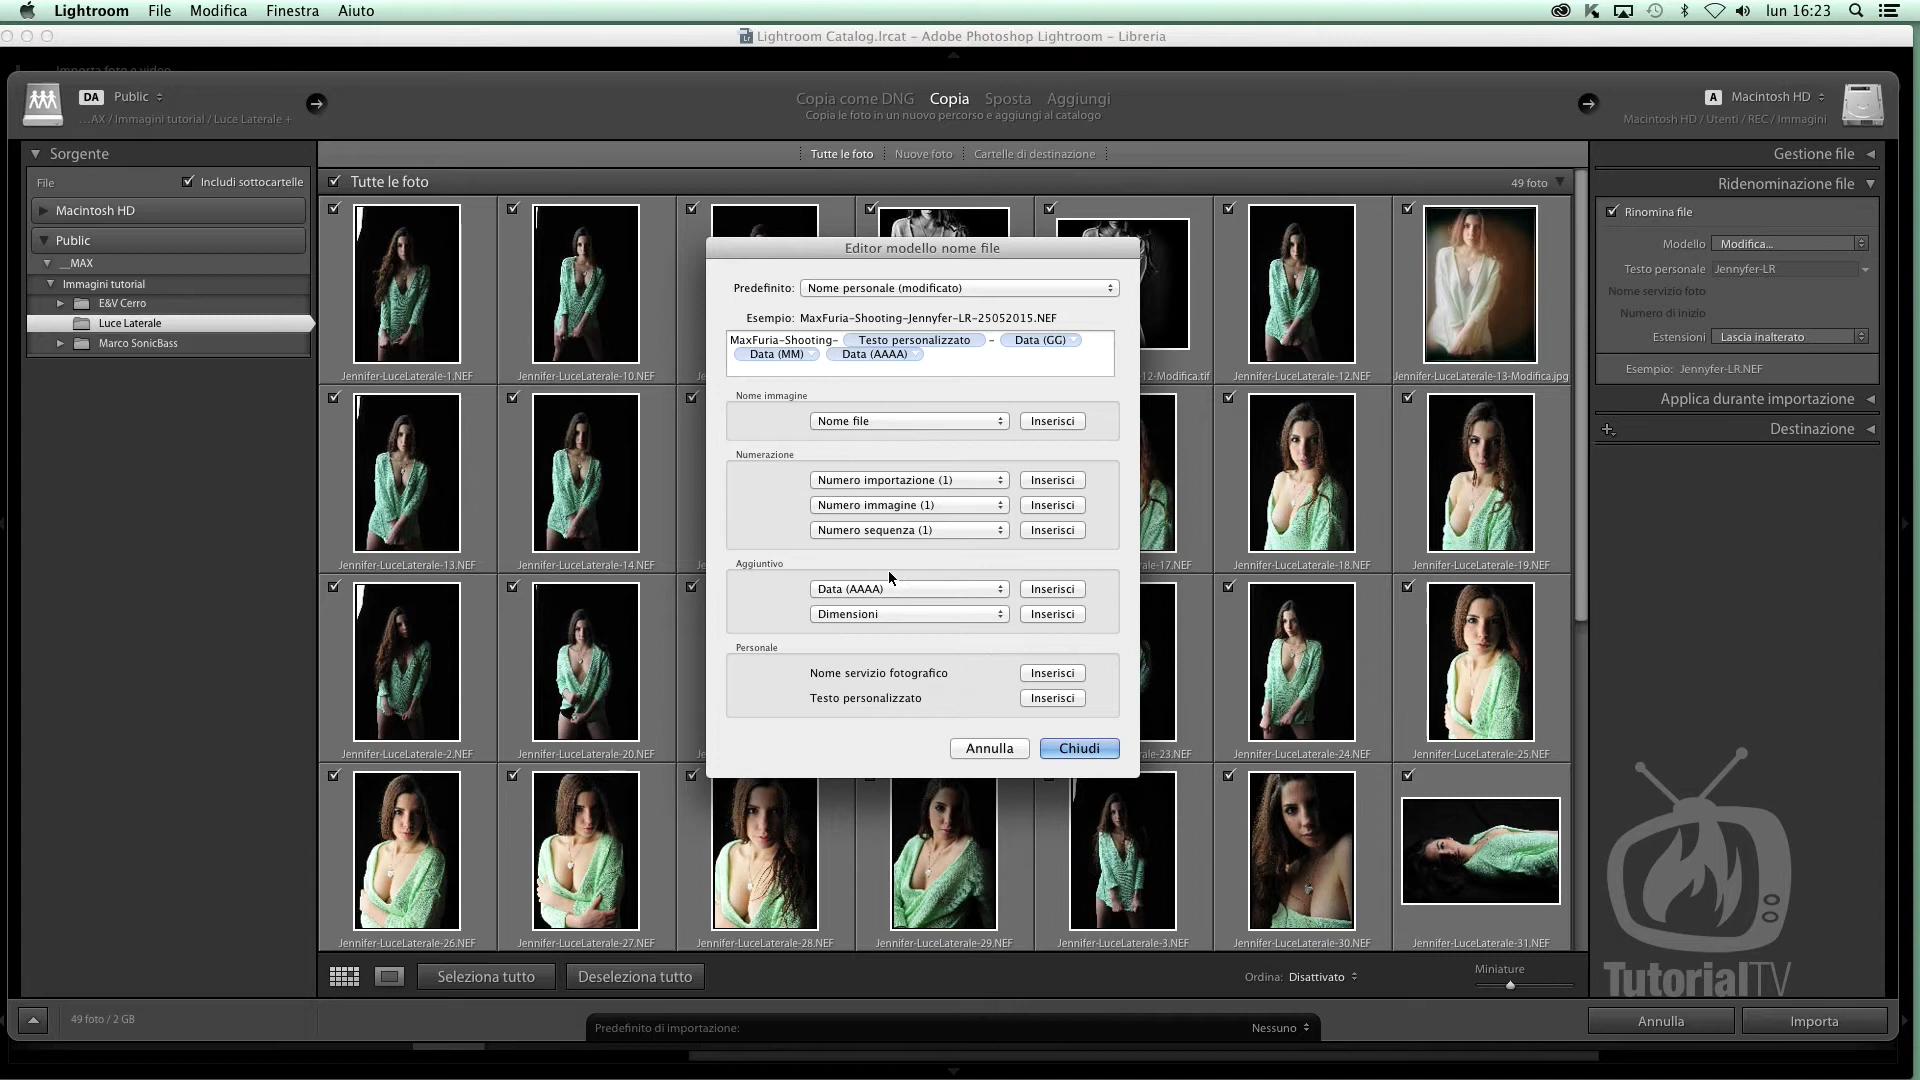 Lightroom File Modifica Finestra Aiuto lun 16:23
Lightroom Catalog.lrcat - Adobe Photoshop Lightroom - Libreria
Importa foto e video
DA Public
...AX / Immagini tutorial / Luce Laterale +
Copia come DNG Copia Sposta Aggiungi
Copia le foto in un nuovo percorso e aggiungi al catalogo
A Macintosh HD
Macintosh HD / Utenti / REC / Immagini
Sorgente
File Includi sottocartelle
Macintosh HD
Public
__MAX
Immagini tutorial
E&V Cerro
Luce Laterale
Marco SonicBass
Tutte le foto Nuove foto Cartelle di destinazione
Tutte le foto 49 foto
Jennifer-LuceLaterale-1.NEF Jennifer-LuceLaterale-10.NEF 12-Modifica.tif Jennifer-LuceLaterale-12.NEF Jennifer-LuceLaterale-13-Modifica.jpg
Jennifer-LuceLaterale-13.NEF Jennifer-LuceLaterale-14.NEF -17.NEF Jennifer-LuceLaterale-18.NEF Jennifer-LuceLaterale-19.NEF
Jennifer-LuceLaterale-2.NEF Jennifer-LuceLaterale-20.NEF -23.NEF Jennifer-LuceLaterale-24.NEF Jennifer-LuceLaterale-25.NEF
Jennifer-LuceLaterale-26.NEF Jennifer-LuceLaterale-27.NEF Jennifer-LuceLaterale-28.NEF Jennifer-LuceLaterale-29.NEF Jennifer-LuceLaterale-3.NEF Jennifer-LuceLaterale-30.NEF Jennifer-LuceLaterale-31.NEF
Editor modello nome file
Predefinito: Nome personale (modificato)
Esempio: MaxFuria-Shooting-Jennyfer-LR-25052015.NEF
MaxFuria-Shooting- Testo personalizzato - Data (GG)
Data (MM) Data (AAAA)
Nome immagine
Nome file Inserisci
Numerazione
Numero importazione (1) Inserisci
Numero immagine (1) Inserisci
Numero sequenza (1) Inserisci
Aggiuntivo
Data (AAAA) Inserisci
Dimensioni Inserisci
Personale
Nome servizio fotografico Inserisci
Testo personalizzato Inserisci
Annulla Chiudi
Gestione file
Ridenominazione file
Rinomina file
Modello Modifica...
Testo personale Jennyfer-LR
Nome servizio foto
Numero di inizio
Estensioni Lascia inalterato
Esempio: Jennyfer-LR.NEF
Applica durante importazione
Destinazione
TutorialTV
Seleziona tutto Deseleziona tutto Ordina: Disattivato Miniature
49 foto / 2 GB Predefinito di importazione: Nessuno Annulla Importa